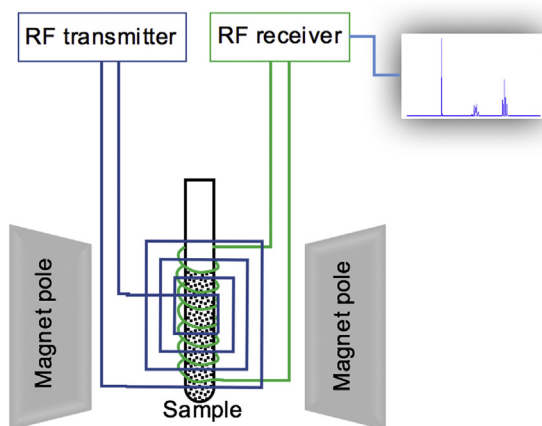 RF transmitter
RF receiver
Magnet pole
Magnet pole
Sample